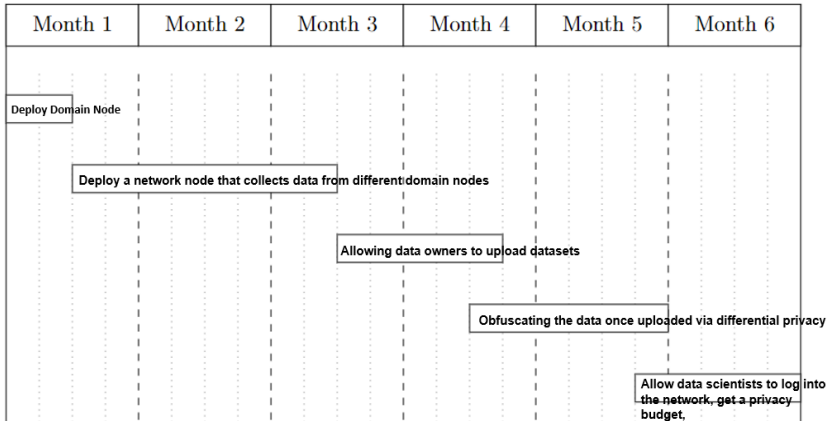 Month 1 Month 2 Month 3 Month 4 Month 5 Month 6
Deploy Domain Node
Deploy a network node that collects data from different domain nodes
Allowing data owners to upload datasets
Obfuscating the data once uploaded via differential privacy
Allow data scientists to log into
the network, get a privacy
budget,